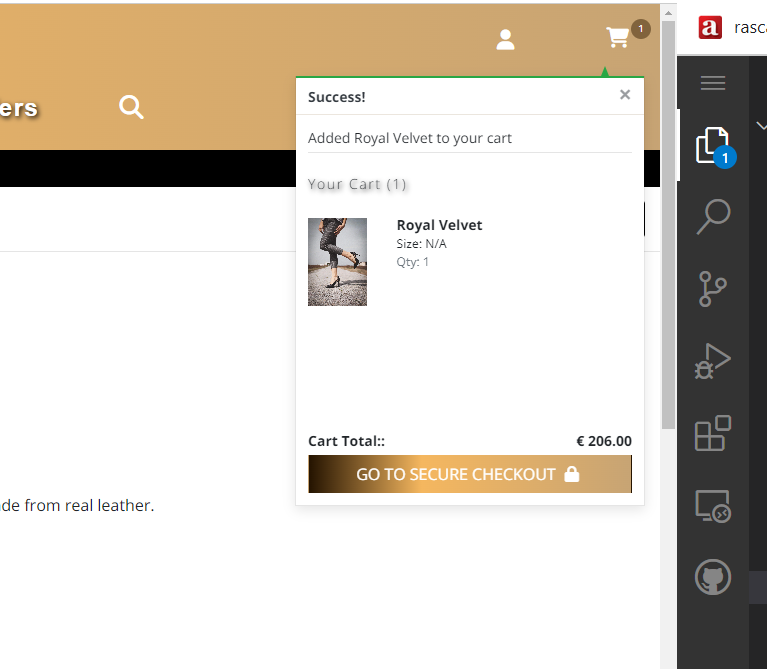 1
a
ers
Success!
×
Added Royal Velvet to your cart
Your Cart (1)
Royal Velvet
Size: N/A
Qty: 1
Cart Total::
€ 206.00
GO TO SECURE CHECKOUT
de from real leather.
1